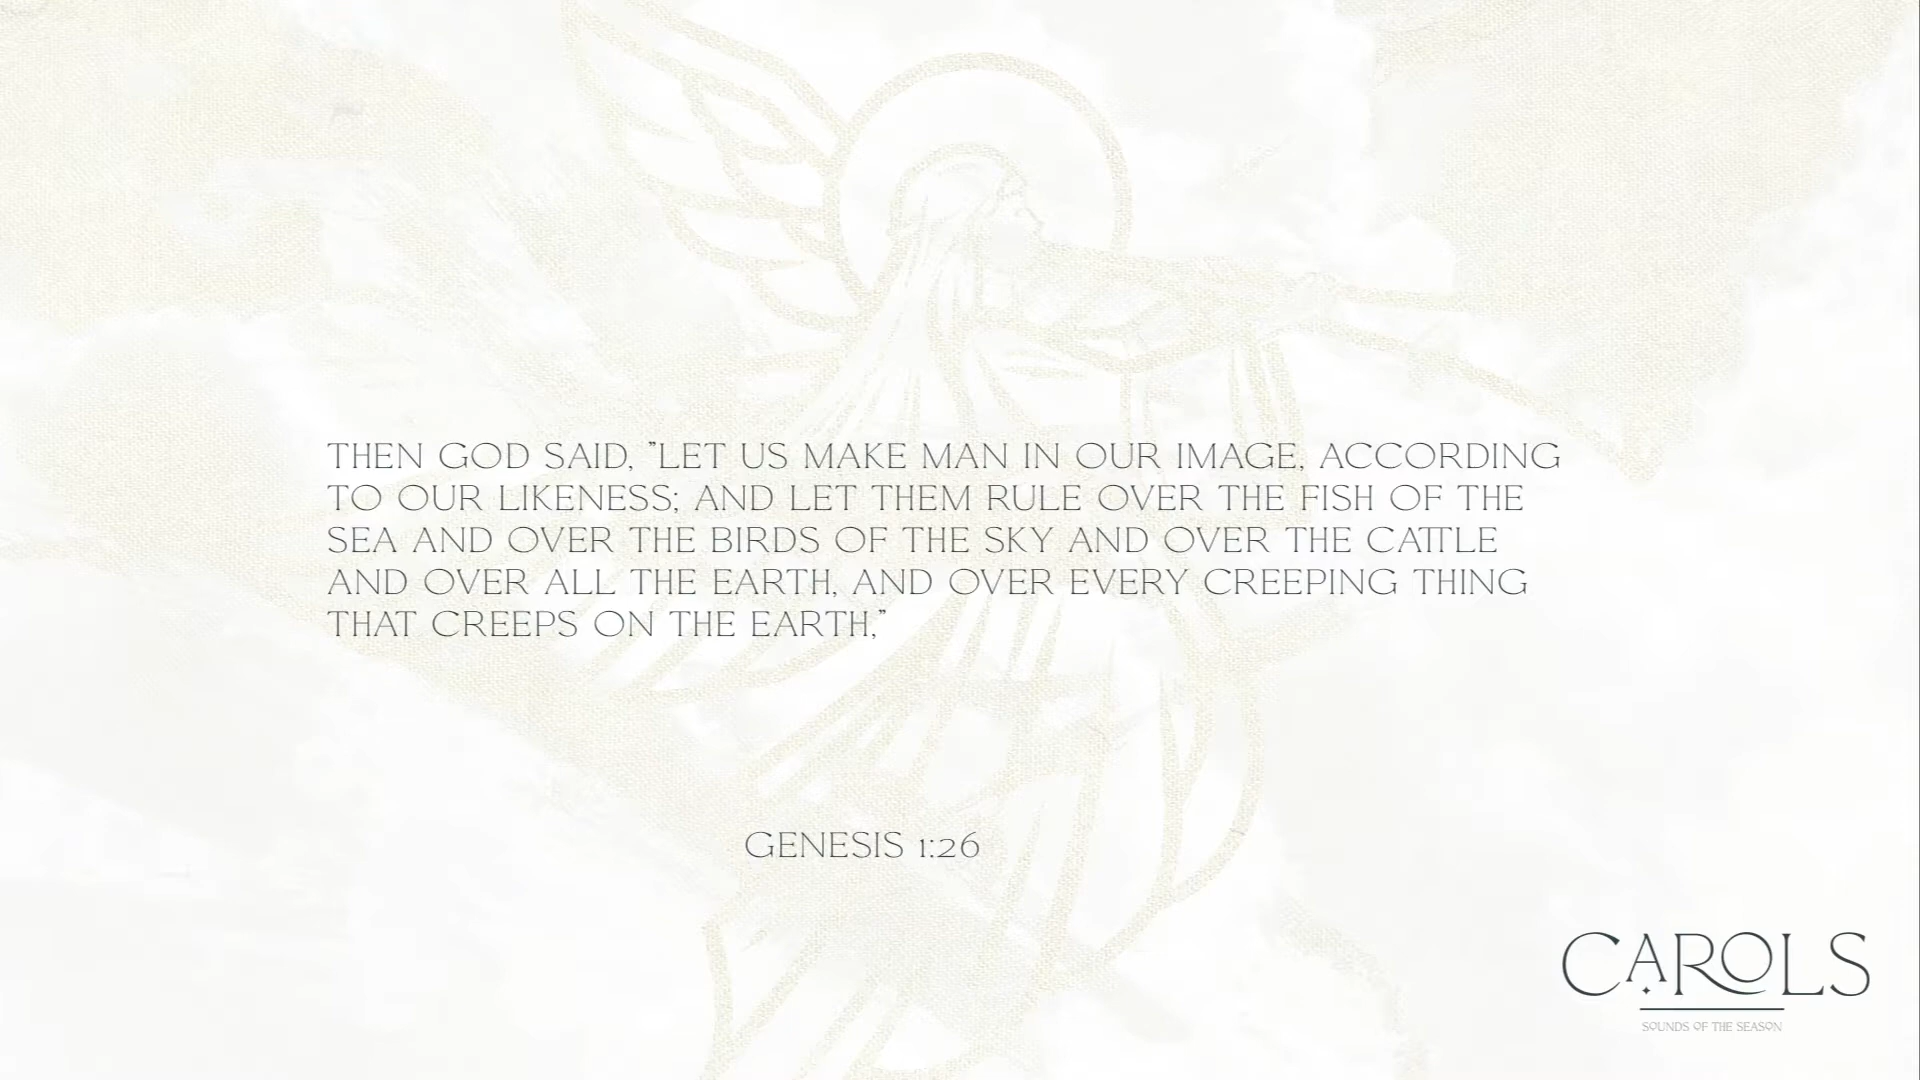 THEN GOD SAID, "LET US MAKE MAN IN OUR IMAGE, ACCORDING
TO OUR LIKENESS; AND LET THEM RULE OVER THE FISH OF THE
SEA AND OVER THE BIRDS OF THE SKY AND OVER THE CATTLE
AND OVER ALL THE EARTH, AND OVER EVERY CREEPING THING
THAT CREEPS ON THE EARTH,"
GENESIS 1:26
CAROLS
SOUNDS OF THE SEASON